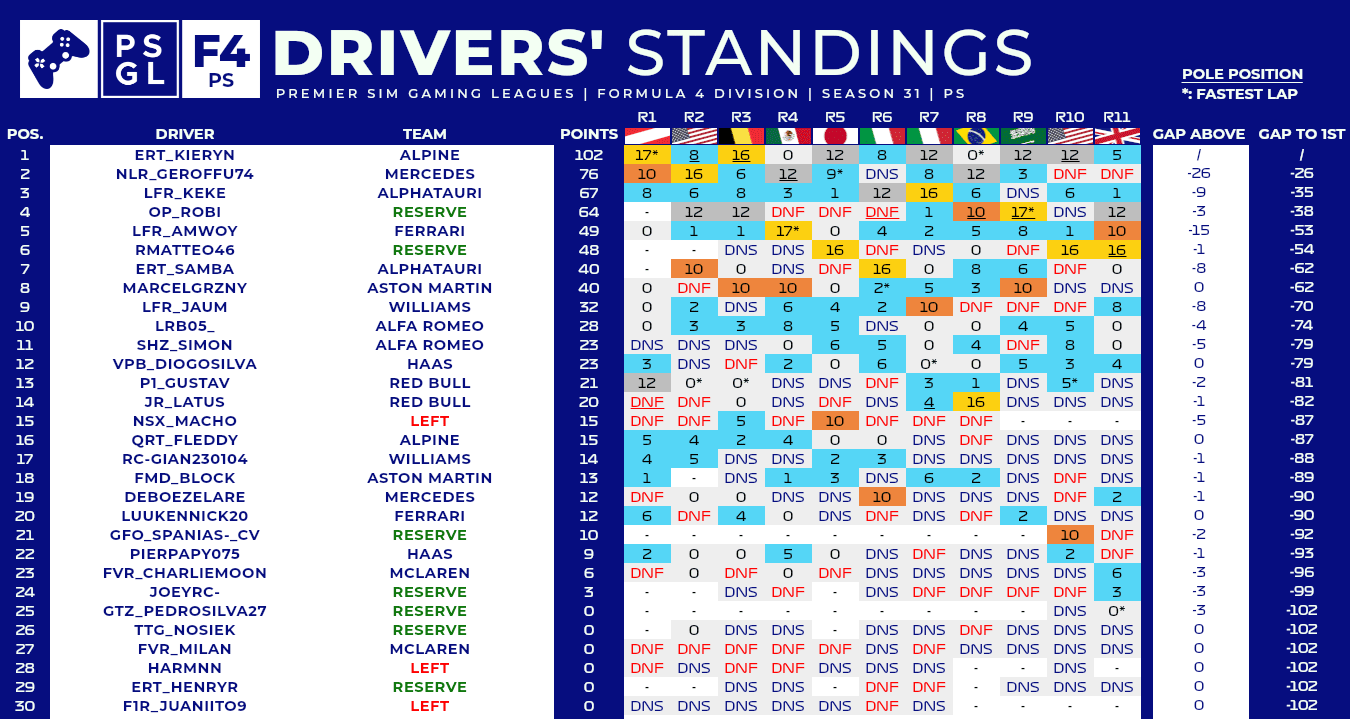 PS GL F4 PS DRIVERS' STANDINGS
PREMIER SIM GAMING LEAGUES | FORMULA 4 DIVISION | SEASON 31 | PS
POLE POSITION
*: FASTEST LAP
R1 R2 R3 R4 R5 R6 R7 R8 R9 R10 R11
POS. DRIVER TEAM POINTS GAP ABOVE GAP TO 1ST
1 ERT_KIERYN ALPINE 102 17* 8 16 0 12 8 12 0* 12 12 5 / /
2 NLR_GEROFFU74 MERCEDES 76 10 16 6 12 9* DNS 8 12 3 DNF DNF -26 -26
3 LFR_KEKE ALPHATAURI 67 8 6 8 3 1 12 16 6 DNS 6 1 -9 -35
4 OP_ROBI RESERVE 64 - 12 12 DNF DNF DNF 1 10 17* DNS 12 -3 -38
5 LFR_AMWOY FERRARI 49 0 1 1 17* 0 4 2 5 8 1 10 -15 -53
6 RMATTEO46 RESERVE 48 - - DNS DNS 16 DNF DNS 0 DNF 16 16 -1 -54
7 ERT_SAMBA ALPHATAURI 40 - 10 0 DNS DNF 16 0 8 6 DNF 0 -8 -62
8 MARCELGRZNY ASTON MARTIN 40 0 DNF 10 10 0 2* 5 3 10 DNS DNS 0 -62
9 LFR_JAUM WILLIAMS 32 0 2 DNS 6 4 2 10 DNF DNF DNF 8 -8 -70
10 LRB05_ ALFA ROMEO 28 0 3 3 8 5 DNS 0 0 4 5 0 -4 -74
11 SHZ_SIMON ALFA ROMEO 23 DNS DNS DNS 0 6 5 0 4 DNF 8 0 -5 -79
12 VPB_DIOGOSILVA HAAS 23 3 DNS DNF 2 0 6 0* 0 5 3 4 0 -79
13 P1_GUSTAV RED BULL 21 12 0* 0* DNS DNS DNF 3 1 DNS 5* DNS -2 -81
14 JR_LATUS RED BULL 20 DNF DNF 0 DNS DNF DNS 4 16 DNS DNS DNS -1 -82
15 NSX_MACHO LEFT 15 DNF DNF 5 DNF 10 DNF DNF DNF - - - -5 -87
16 QRT_FLEDDY ALPINE 15 5 4 2 4 0 0 DNS DNF DNS DNS DNS 0 -87
17 RC-GIAN230104 WILLIAMS 14 4 5 DNS DNS 2 3 DNS DNS DNS DNS DNS -1 -88
18 FMD_BLOCK ASTON MARTIN 13 1 - DNS 1 3 DNS 6 2 DNS DNF DNS -1 -89
19 DEBOEZELARE MERCEDES 12 DNF 0 0 DNS DNS 10 DNS DNS DNS DNF 2 -1 -90
20 LUUKENNICK20 FERRARI 12 6 DNF 4 0 DNS DNF DNS DNF 2 DNS DNS 0 -90
21 GFO_SPANIAS-_CV RESERVE 10 - - - - - - - - - 10 DNF -2 -92
22 PIERPAPY075 HAAS 9 2 0 0 5 0 DNS DNF DNS DNS 2 DNF -1 -93
23 FVR_CHARLIEMOON MCLAREN 6 DNF 0 DNF 0 DNF DNS DNS DNS DNS DNS 6 -3 -96
24 JOEYRC- RESERVE 3 - - DNS DNF - DNS DNF DNF DNF DNF 3 -3 -99
25 GTZ_PEDROSILVA27 RESERVE 0 - - - - - - - - - DNS 0* -3 -102
26 TTG_NOSIEK RESERVE 0 - 0 DNS DNS - DNS DNS DNF DNS DNS DNS 0 -102
27 FVR_MILAN MCLAREN 0 DNF DNF DNF DNF DNF DNS DNF DNS DNS DNS DNS 0 -102
28 HARMNN LEFT 0 DNF DNS DNF DNF DNS DNS DNF - - DNS - 0 -102
29 ERT_HENRYR RESERVE 0 - - DNS DNS - DNF DNF - DNS DNS DNS 0 -102
30 F1R_JUANIITO9 LEFT 0 DNS DNS DNS DNS DNS DNF DNS - - - - 0 -102